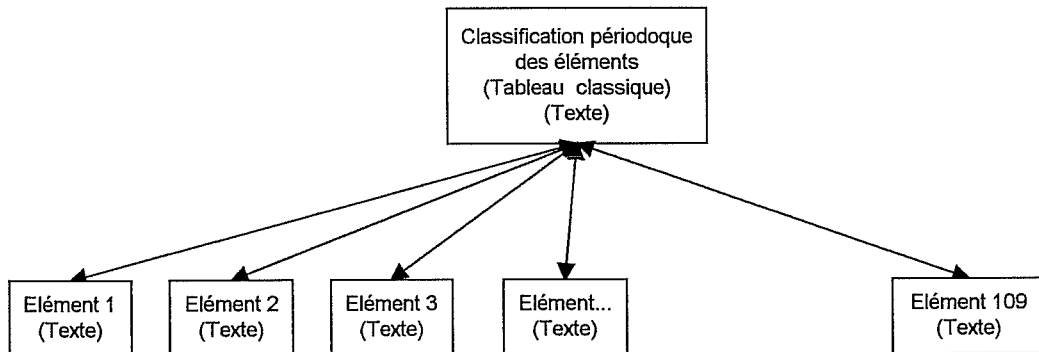 Classification périodoque
des éléments
(Tableau classique)
(Texte)
Elément 1
(Texte)
Elément 2
(Texte)
Elément 3
(Texte)
Elément...
(Texte)
Elément 109
(Texte)